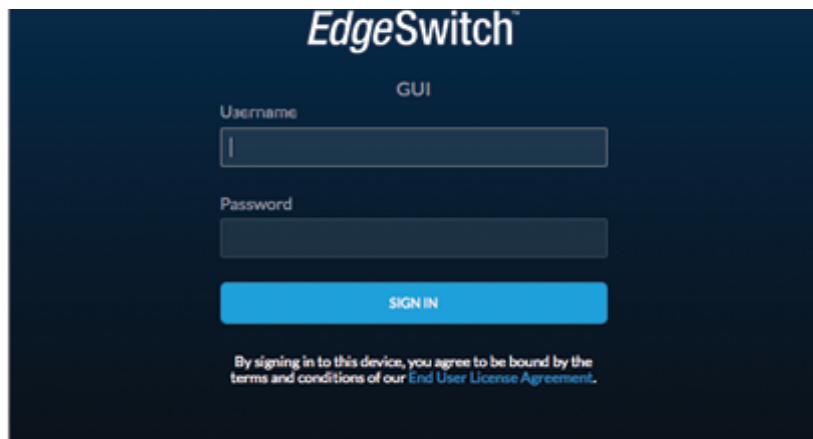 EdgeSwitch™
GUI
Username
Password
SIGN IN
By signing in to this device, you agree to be bound by the
terms and conditions of our End User License Agreement.